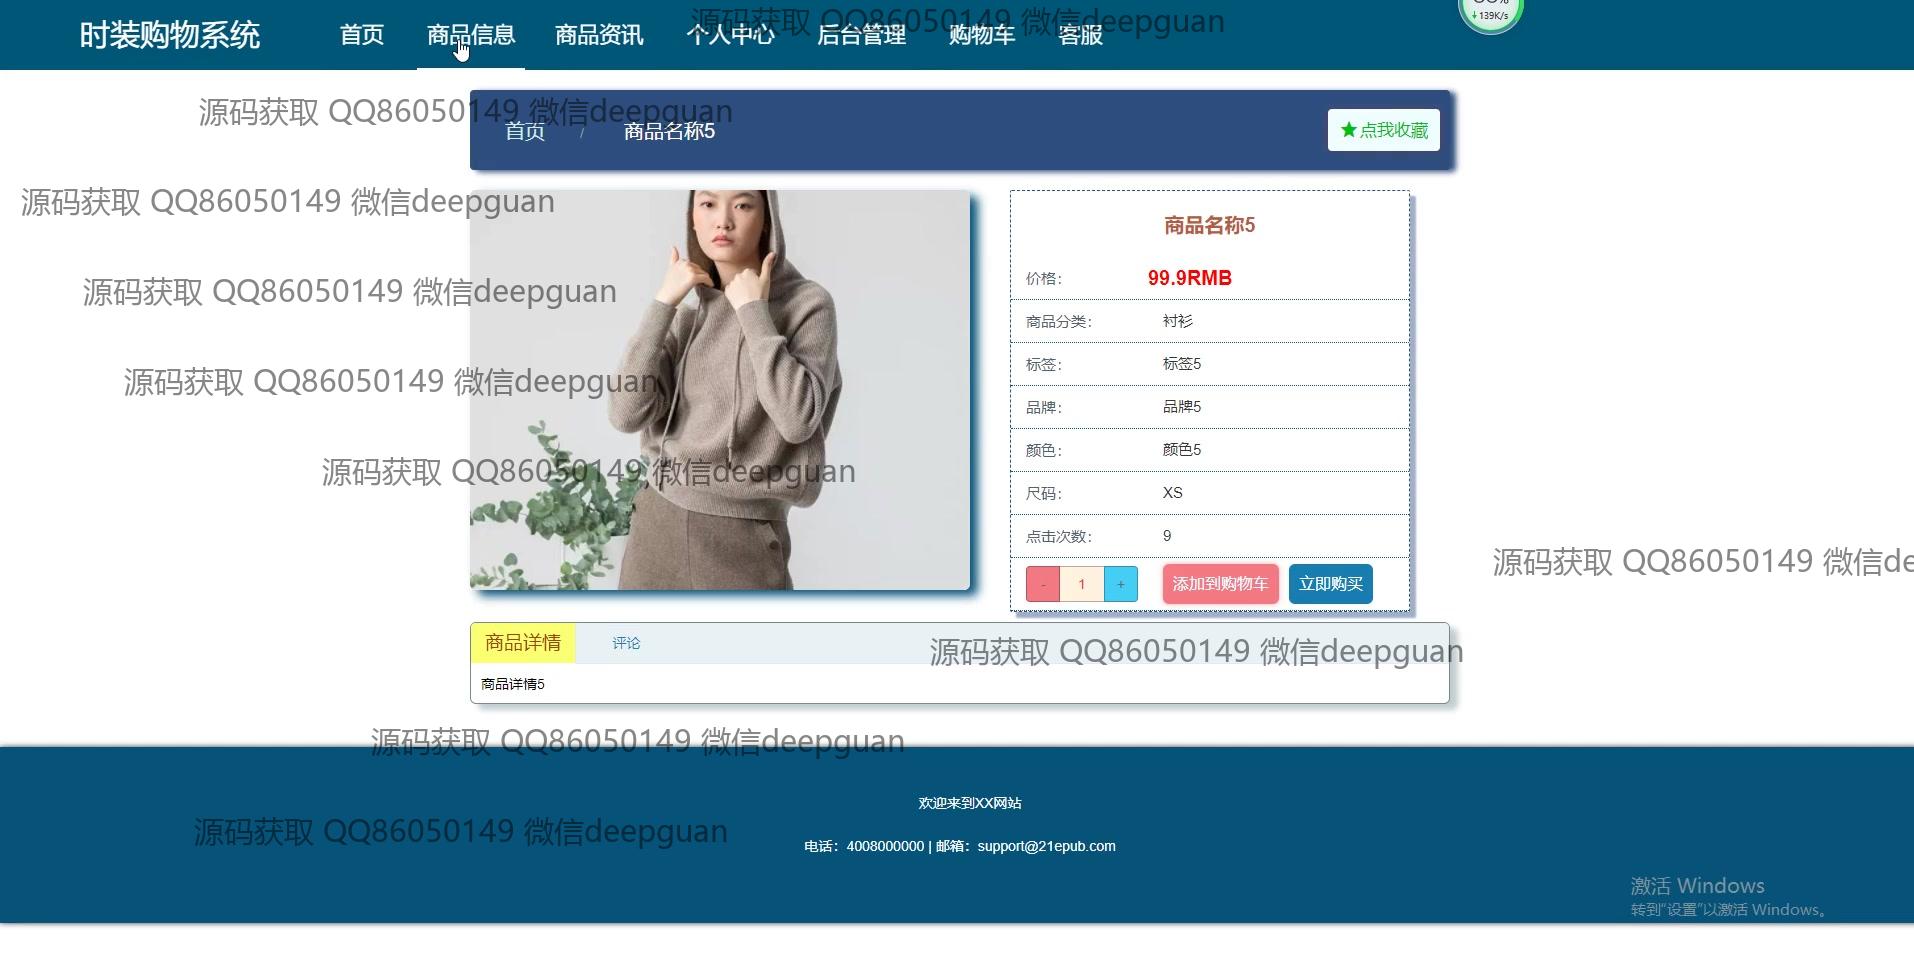 时装购物系统
首页
商品信息
商品资讯
个人中心
后台管理
购物车
客服
源码获取 QQ86050149 微信deepguan
↓139K/s
源码获取 QQ86050149 微信deepguan
首页 / 商品名称5
★点我收藏
源码获取 QQ86050149 微信deepguan
商品名称5
价格： 99.9RMB
源码获取 QQ86050149 微信deepguan
商品分类： 衬衫
标签： 标签5
源码获取 QQ86050149 微信deepguan
品牌： 品牌5
颜色： 颜色5
源码获取 QQ86050149 微信deepguan
尺码： XS
点击次数： 9
源码获取 QQ86050149 微信de
- 1 +
添加到购物车
立即购买
商品详情
评论
源码获取 QQ86050149 微信deepguan
商品详情5
源码获取 QQ86050149 微信deepguan
欢迎来到XX网站
源码获取 QQ86050149 微信deepguan
电话：4008000000 | 邮箱：support@21epub.com
激活 Windows
转到“设置”以激活 Windows。